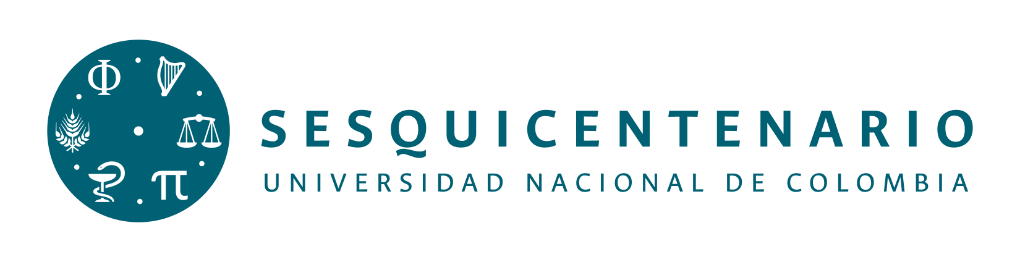 Φ
π
SESQUICENTENARIO
UNIVERSIDAD NACIONAL DE COLOMBIA